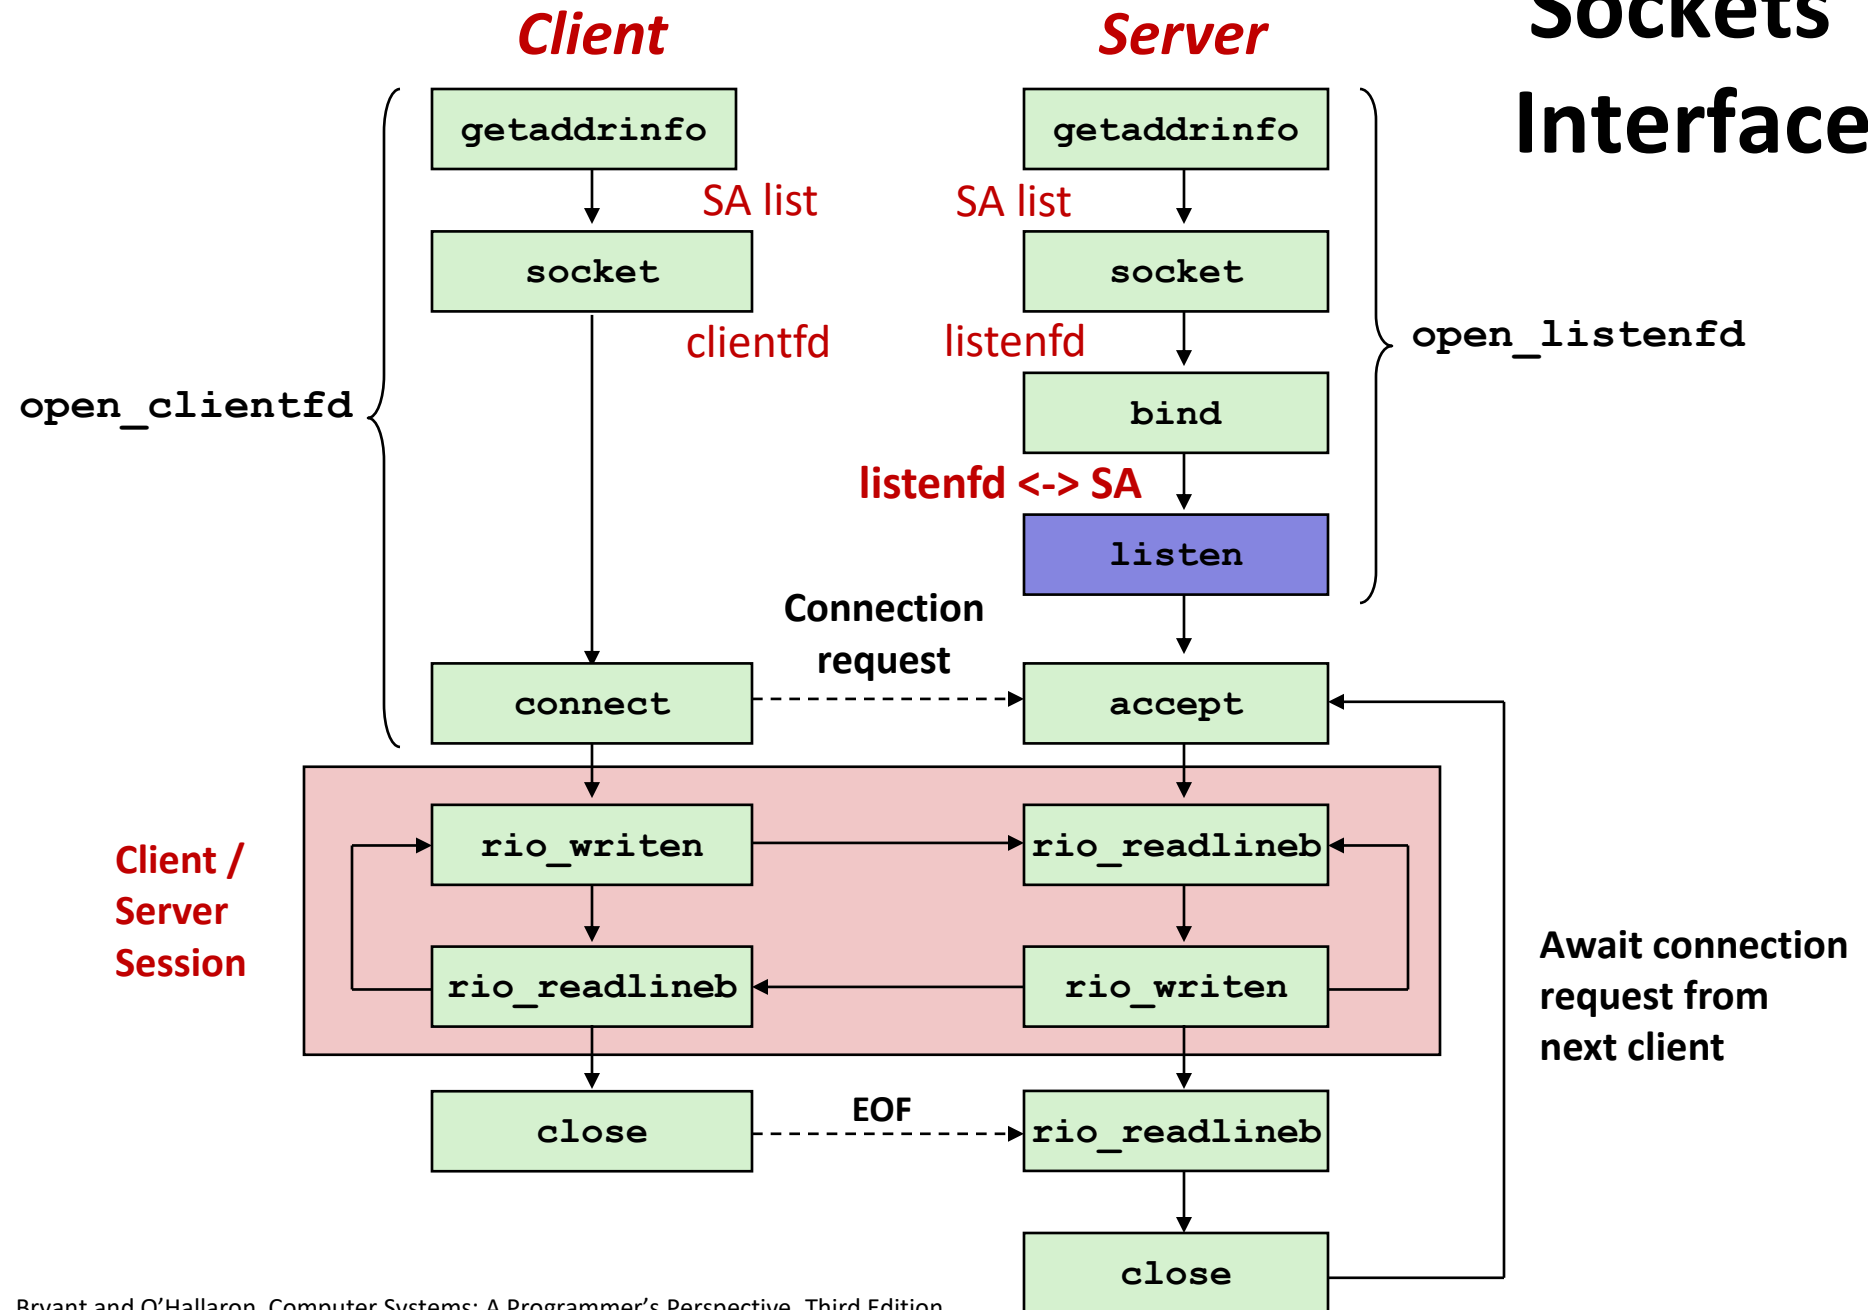 Sockets
Interface
Client
Server
getaddrinfo
getaddrinfo
SA list
SA list
socket
socket
clientfd
listenfd
open_listenfd
open_clientfd
bind
listenfd <-> SA
listen
Connection
request
connect
accept
Client /
Server
Session
rio_writen
rio_readlineb
rio_readlineb
rio_writen
Await connection
request from
next client
close
EOF
rio_readlineb
close
Bryant and O'Hallaron, Computer Systems: A Programmer's Perspective, Third Edition